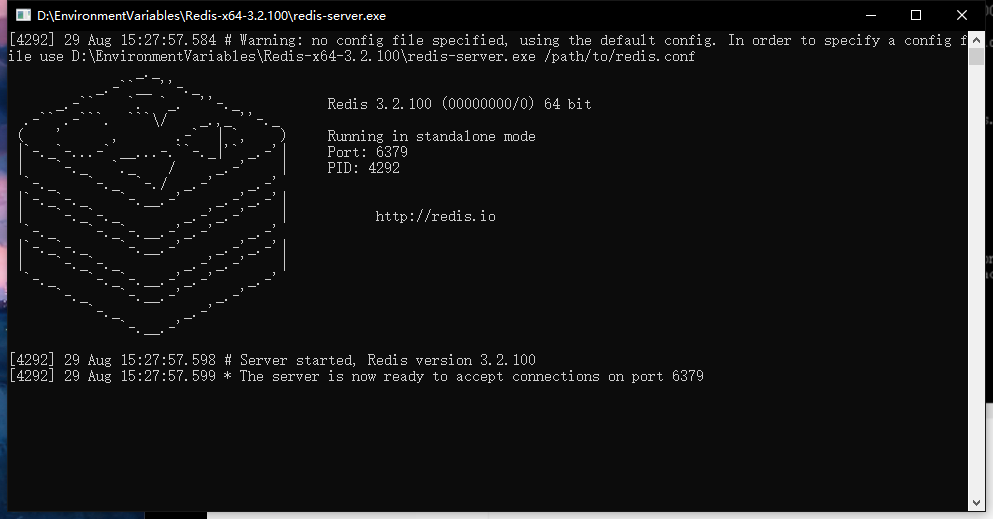 D:\EnvironmentVariables\Redis-x64-3.2.100\redis-server.exe
[4292] 29 Aug 15:27:57.584 # Warning: no config file specified, using the default config. In order to specify a config f
ile use D:\EnvironmentVariables\Redis-x64-3.2.100\redis-server.exe /path/to/redis.conf
Redis 3.2.100 (00000000/0) 64 bit
Running in standalone mode
Port: 6379
PID: 4292
http://redis.io
[4292] 29 Aug 15:27:57.598 # Server started, Redis version 3.2.100
[4292] 29 Aug 15:27:57.599 * The server is now ready to accept connections on port 6379